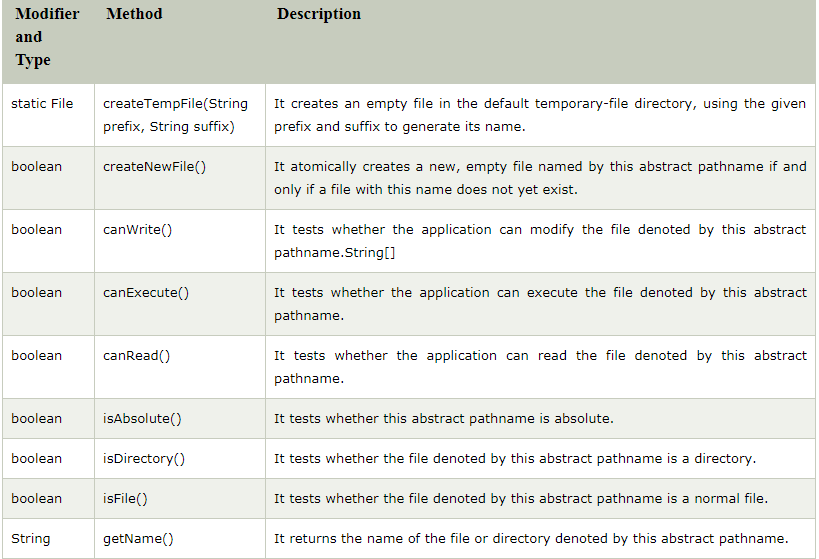 Modifier and Type Method Description
static File createTempFile(String prefix, String suffix) It creates an empty file in the default temporary-file directory, using the given
prefix and suffix to generate its name.
boolean createNewFile() It atomically creates a new, empty file named by this abstract pathname if and
only if a file with this name does not yet exist.
boolean canWrite() It tests whether the application can modify the file denoted by this abstract
pathname.String[]
boolean canExecute() It tests whether the application can execute the file denoted by this abstract
pathname.
boolean canRead() It tests whether the application can read the file denoted by this abstract
pathname.
boolean isAbsolute() It tests whether this abstract pathname is absolute.
boolean isDirectory() It tests whether the file denoted by this abstract pathname is a directory.
boolean isFile() It tests whether the file denoted by this abstract pathname is a normal file.
String getName() It returns the name of the file or directory denoted by this abstract pathname.